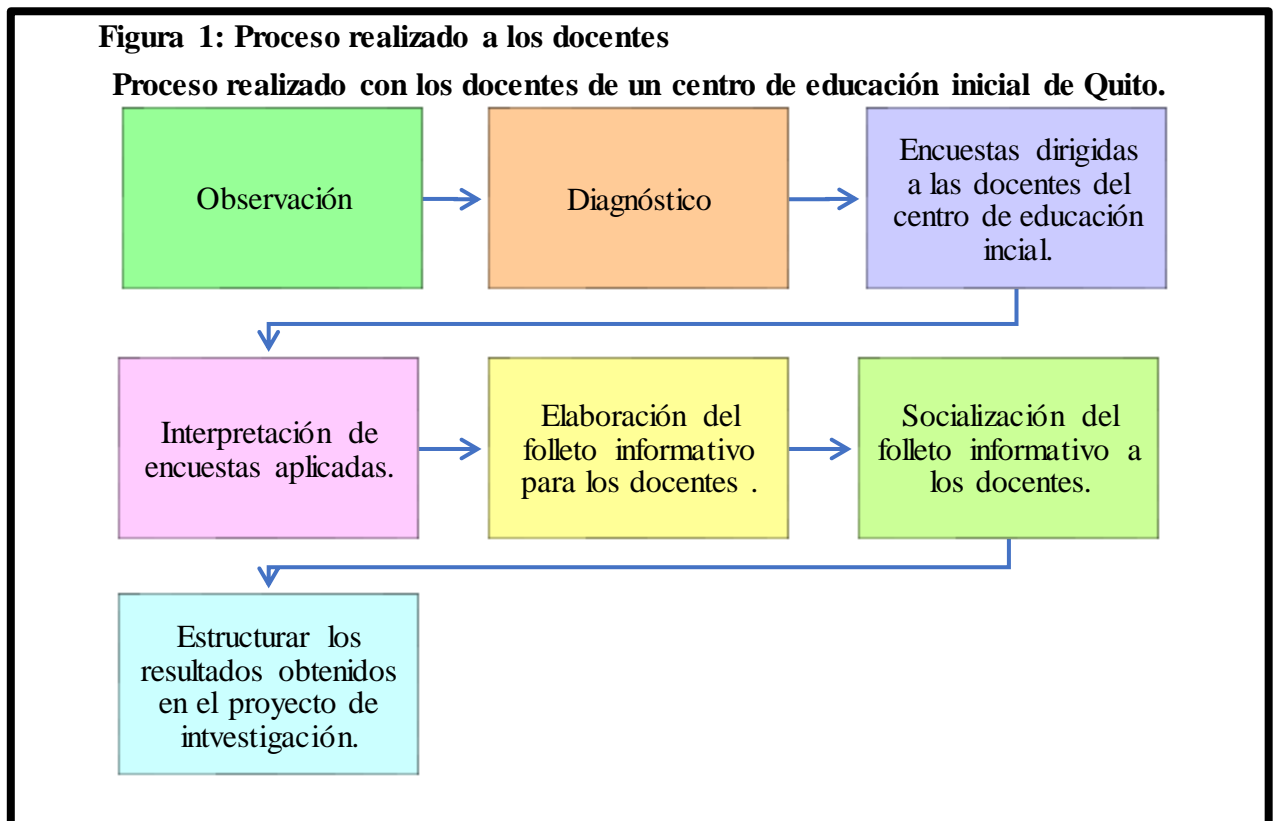 Figura 1: Proceso realizado a los docentes
Proceso realizado con los docentes de un centro de educación inicial de Quito.
Observación
Diagnóstico
Encuestas dirigidas
a las docentes del
centro de educación
incial.
Interpretación de
encuestas aplicadas.
Elaboración del
folleto informativo
para los docentes .
Socialización del
folleto informativo a
los docentes.
Estructurar los
resultados obtenidos
en el proyecto de
intvestigación.